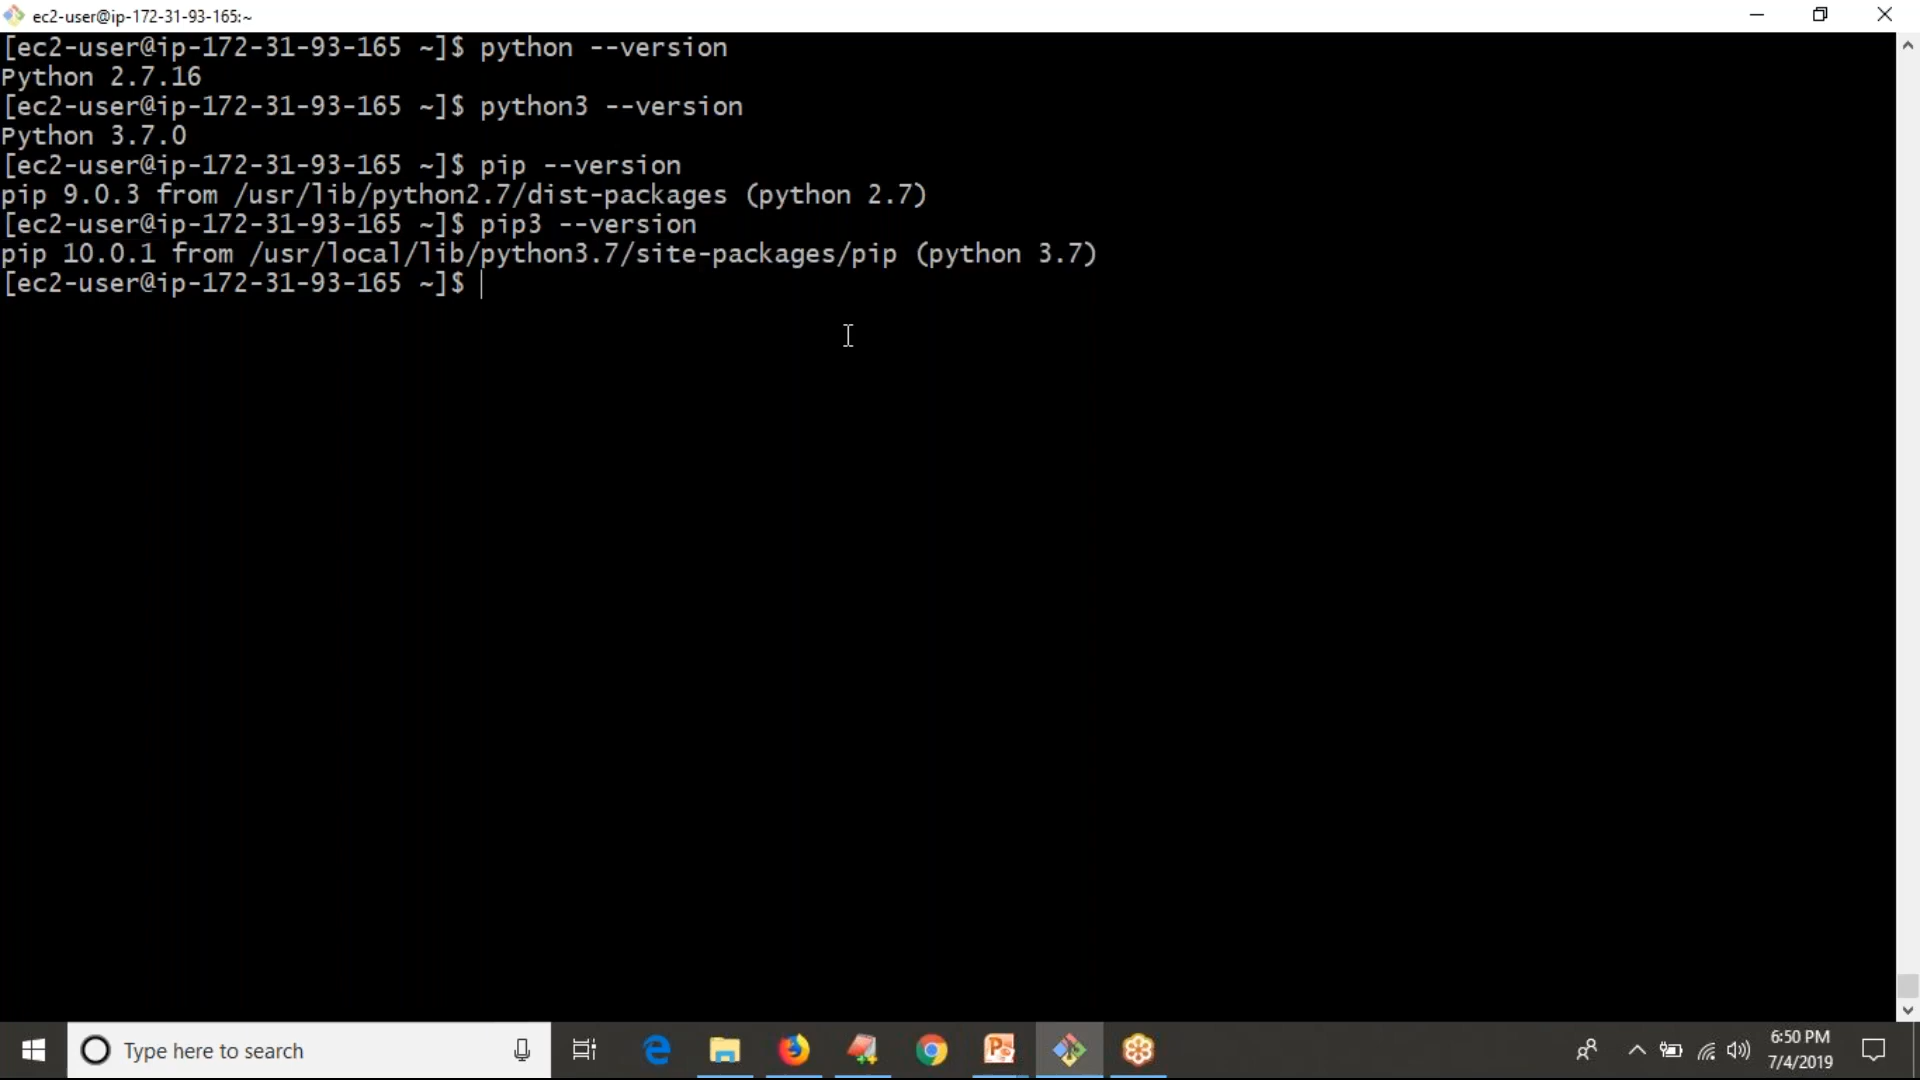 ec2-user@ip-172-31-93-165:~
[ec2-user@ip-172-31-93-165 ~]$ python --version
Python 2.7.16
[ec2-user@ip-172-31-93-165 ~]$ python3 --version
Python 3.7.0
[ec2-user@ip-172-31-93-165 ~]$ pip --version
pip 9.0.3 from /usr/lib/python2.7/dist-packages (python 2.7)
[ec2-user@ip-172-31-93-165 ~]$ pip3 --version
pip 10.0.1 from /usr/local/lib/python3.7/site-packages/pip (python 3.7)
[ec2-user@ip-172-31-93-165 ~]$
Type here to search
6:50 PM
7/4/2019